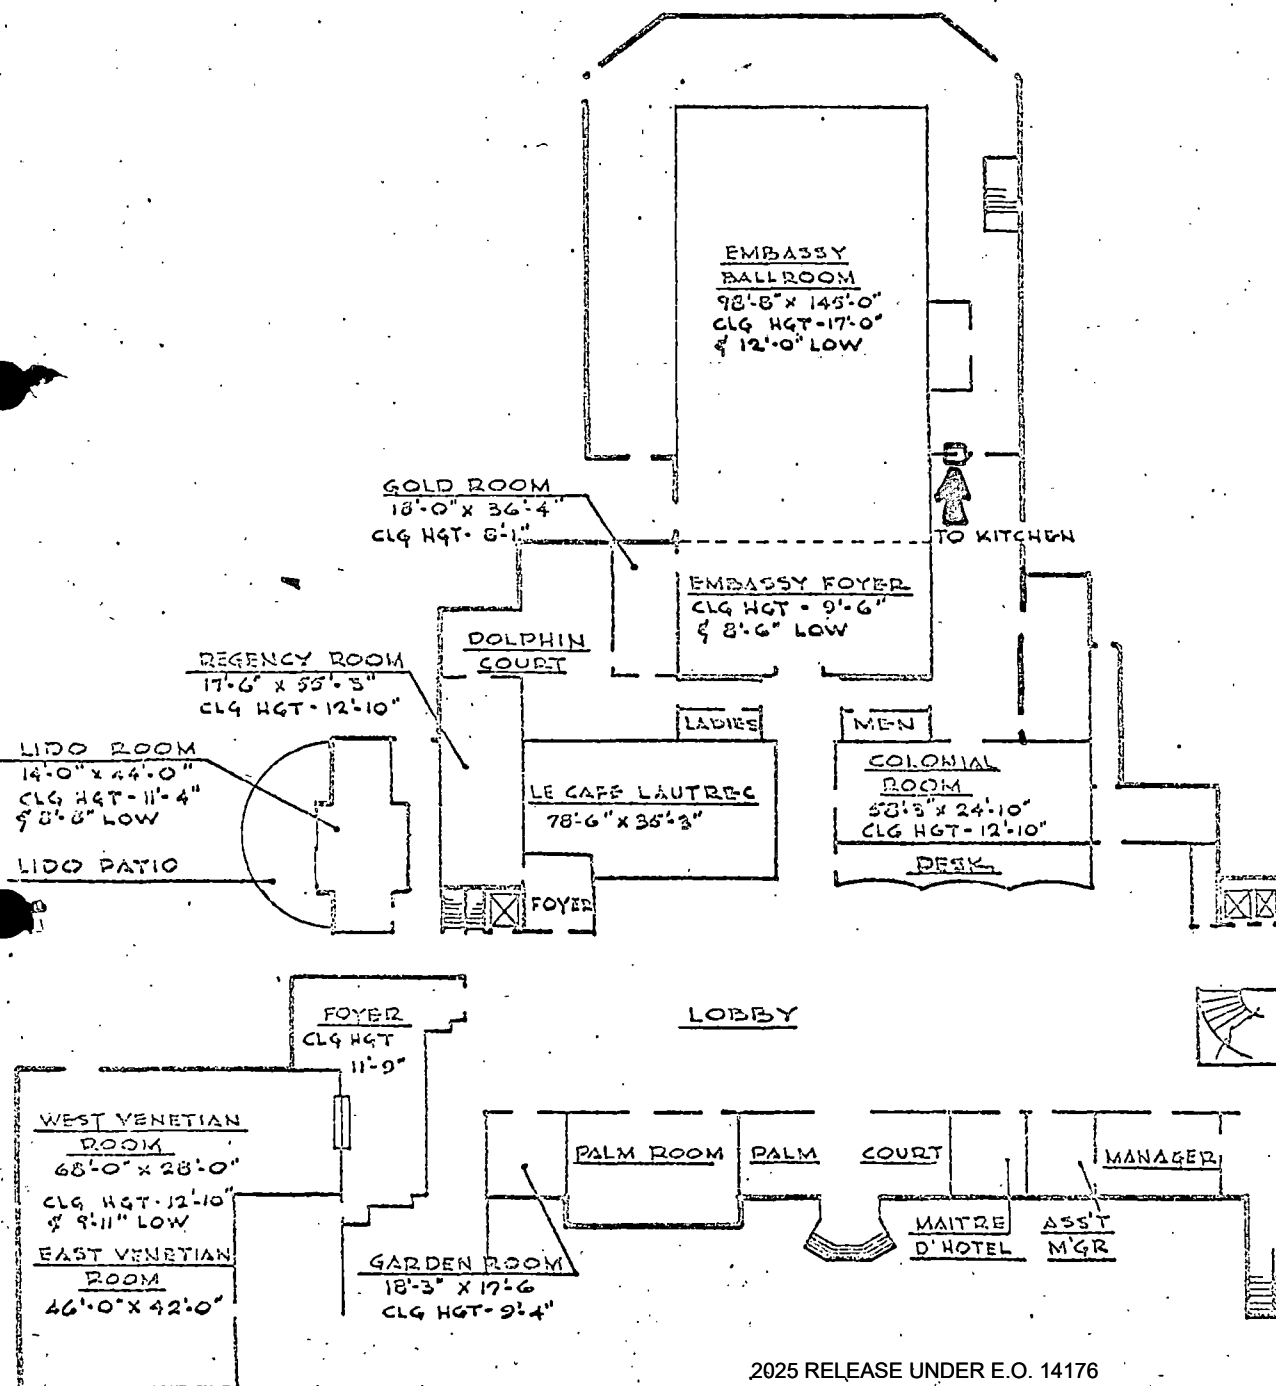 EMBASSY
BALLROOM
98'-8" X 145'-0"
CLG HGT-17'-0"
& 12'-0" LOW
GOLD ROOM
18'-0" X 36'-4"
CLG HGT- 8'-1"
TO KITCHEN
EMBASSY FOYER
CLG HGT - 9'-6"
& 8'-6" LOW
DOLPHIN
COURT
REGENCY ROOM
17'-6" X 55'-3"
CLG HGT-12'-10"
LADIES
MEN
LIDO ROOM
14'-0" X 44'-0"
CLG HGT-11'-4"
& 8'-8" LOW
LE CAFE LAUTREC
78'-6" X 35'-3"
COLONIAL
ROOM
58'-3" X 24'-10"
CLG HGT-12'-10"
LIDO PATIO
DESK
FOYER
LOBBY
FOYER
CLG HGT
11'-9"
WEST VENETIAN
ROOM
68'-0" X 28'-0"
CLG HGT-12'-10"
& 9'-11" LOW
EAST VENETIAN
ROOM
46'-0" X 42'-0"
PALM ROOM
PALM COURT
MANAGER
MAITRE
D'HOTEL
ASS'T
M'GR
GARDEN ROOM
18'-3" X 17'-6
CLG HGT-9'-4"
2025 RELEASE UNDER E.O. 14176